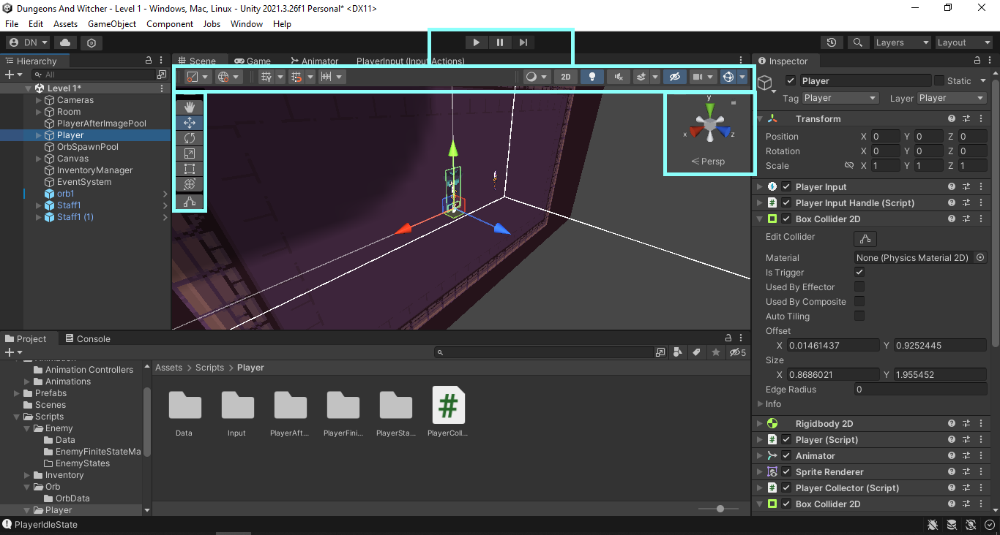 Dungeons And Witcher - Level 1 - Windows, Mac, Linux - Unity 2021.3.26f1 Personal* <DX11>
File Edit Assets GameObject Component Jobs Window Help
DN Layers Layout
Hierarchy
All
Level 1*
Cameras
Room
PlayerAfterImagePool
Player
OrbSpawnPool
Canvas
InventoryManager
EventSystem
orb1
Staff1
Staff1 (1)
Scene Game Animator PlayerInput (Input Actions)
2D
y
x z
Persp
Inspector
Player Static
Tag Player Layer Player
Transform
Position X 0 Y 0 Z 0
Rotation X 0 Y 0 Z 0
Scale X 1 Y 1 Z 1
Player Input
Player Input Handle (Script)
Box Collider 2D
Edit Collider
Material None (Physics Material 2D)
Is Trigger
Used By Effector
Used By Composite
Auto Tiling
Offset
X 0.01461437 Y 0.9252445
Size
X 0.8686021 Y 1.955452
Edge Radius 0
Info
Rigidbody 2D
Player (Script)
Animator
Sprite Renderer
Player Collector (Script)
Box Collider 2D
Project Console
5
Animation Controllers
Animations
Prefabs
Scenes
Scripts
Enemy
Data
EnemyFiniteStateMa
EnemyStates
Inventory
Orb
OrbData
Player
Assets > Scripts > Player
Data Input PlayerAft... PlayerFini... PlayerSta... PlayerColl...
PlayerIdleState